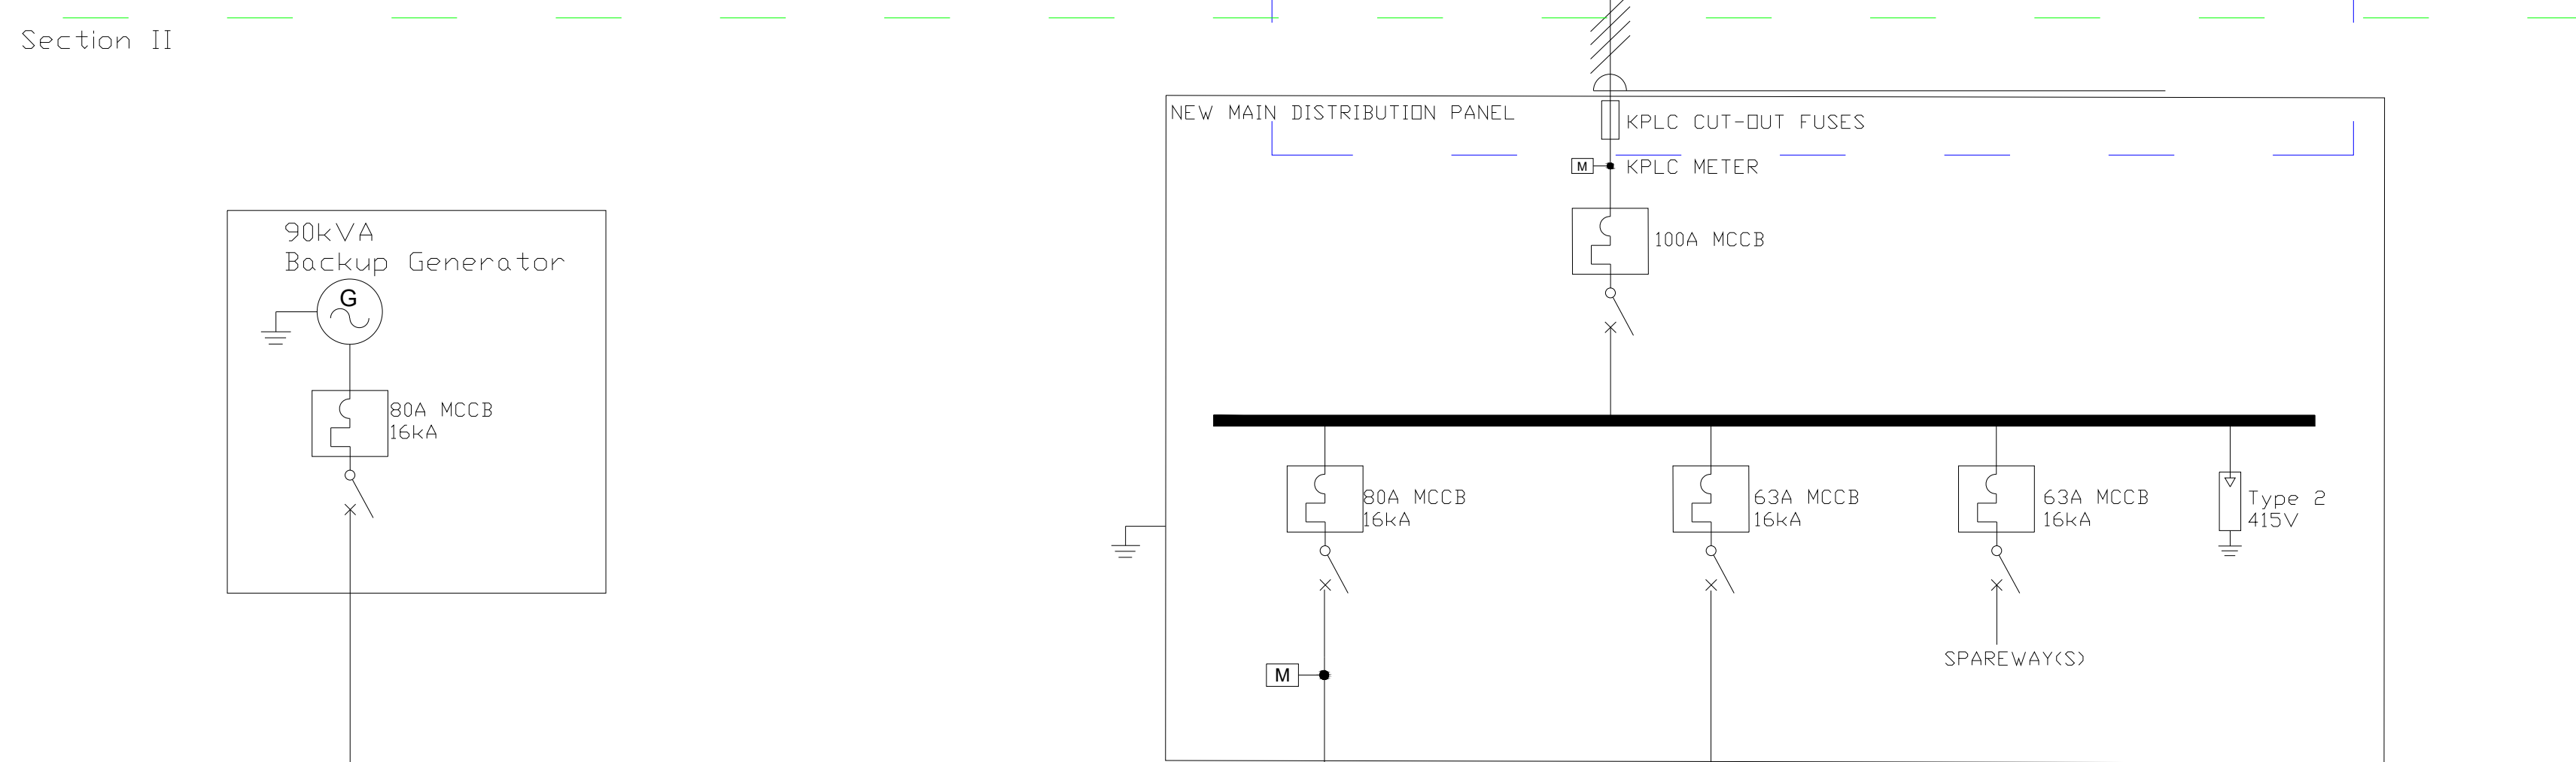 Section II
NEW MAIN DISTRIBUTION PANEL
KPLC CUT-OUT FUSES
M
KPLC METER
100A MCCB
90kVA
Backup Generator
G
80A MCCB
16kA
80A MCCB
16kA
63A MCCB
16kA
63A MCCB
16kA
Type 2
415V
SPAREWAY(S)
M